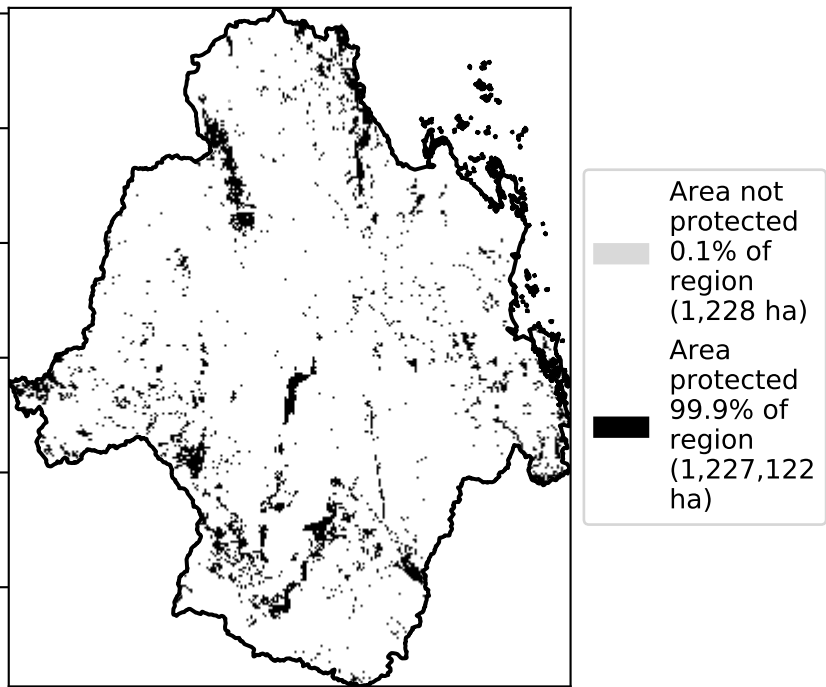 Area not
protected
0.1% of
region
(1,228 ha)
Area
protected
99.9% of
region
(1,227,122
ha)